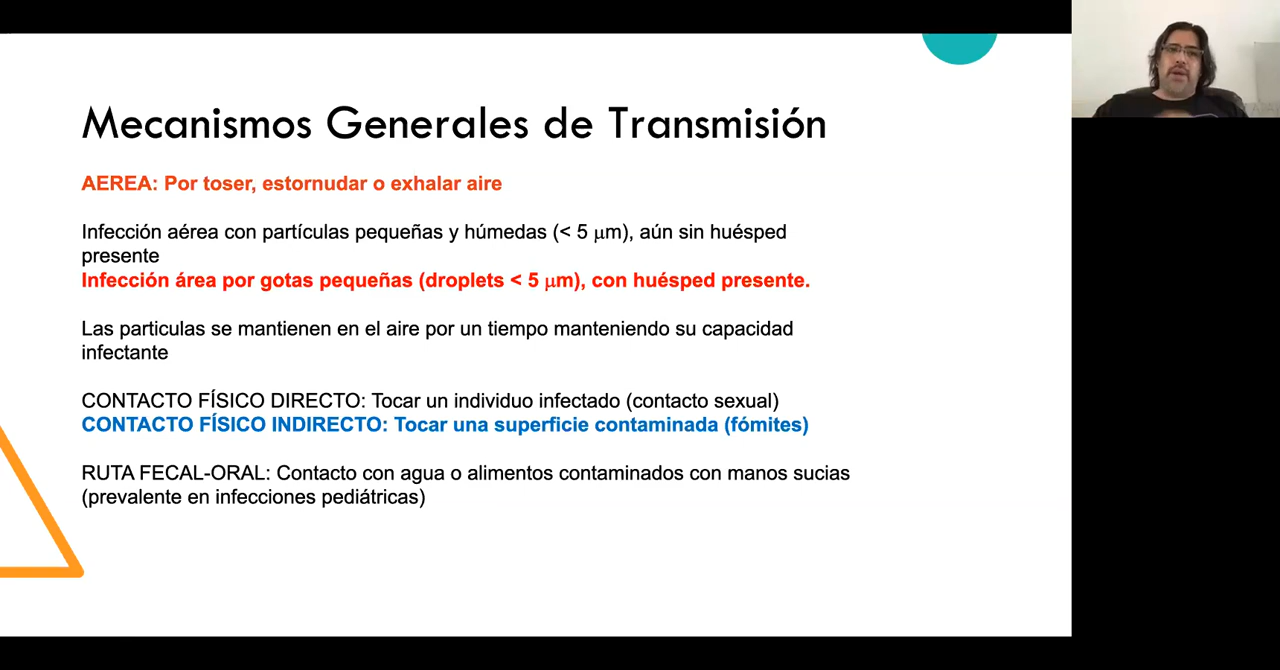 Mecanismos Generales de Transmisión
AEREA: Por toser, estornudar o exhalar aire
Infección aérea con partículas pequeñas y húmedas (< 5 μm), aún sin huésped
presente
Infección área por gotas pequeñas (droplets < 5 μm), con huésped presente.
Las particulas se mantienen en el aire por un tiempo manteniendo su capacidad
infectante
CONTACTO FÍSICO DIRECTO: Tocar un individuo infectado (contacto sexual)
CONTACTO FÍSICO INDIRECTO: Tocar una superficie contaminada (fómites)
RUTA FECAL-ORAL: Contacto con agua o alimentos contaminados con manos sucias
(prevalente en infecciones pediátricas)